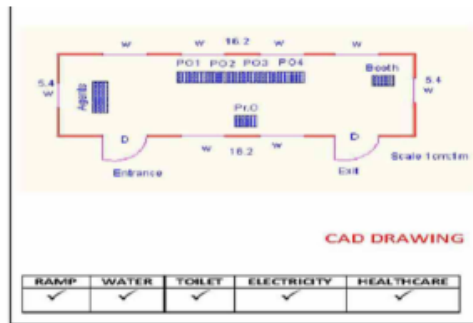 W W 16.2 W W
PO1 PO2 PO3 PO4
Booth
5.4
W
Agents
5.4
W
Pr.O
D
D
W 16.2 W
Entrance
Exit
Scale 1cm:1m
CAD DRAWING
RAMP WATER TOILET ELECTRICITY HEALTHCARE
✓ ✓ ✓ ✓ ✓